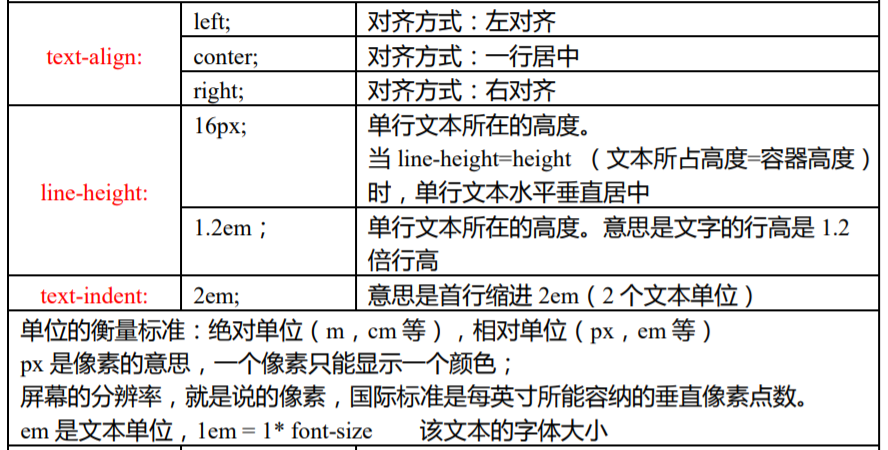 text-align:
left;
对齐方式：左对齐
conter;
对齐方式：一行居中
right;
对齐方式：右对齐
line-height:
16px;
单行文本所在的高度。
当 line-height=height （文本所占高度=容器高度）
时，单行文本水平垂直居中
1.2em；
单行文本所在的高度。意思是文字的行高是 1.2
倍行高
text-indent:
2em;
意思是首行缩进 2em（2 个文本单位）
单位的衡量标准：绝对单位（m，cm 等），相对单位（px，em 等）
px 是像素的意思，一个像素只能显示一个颜色；
屏幕的分辨率，就是说的像素，国际标准是每英寸所能容纳的垂直像素点数。
em 是文本单位，1em = 1* font-size 该文本的字体大小